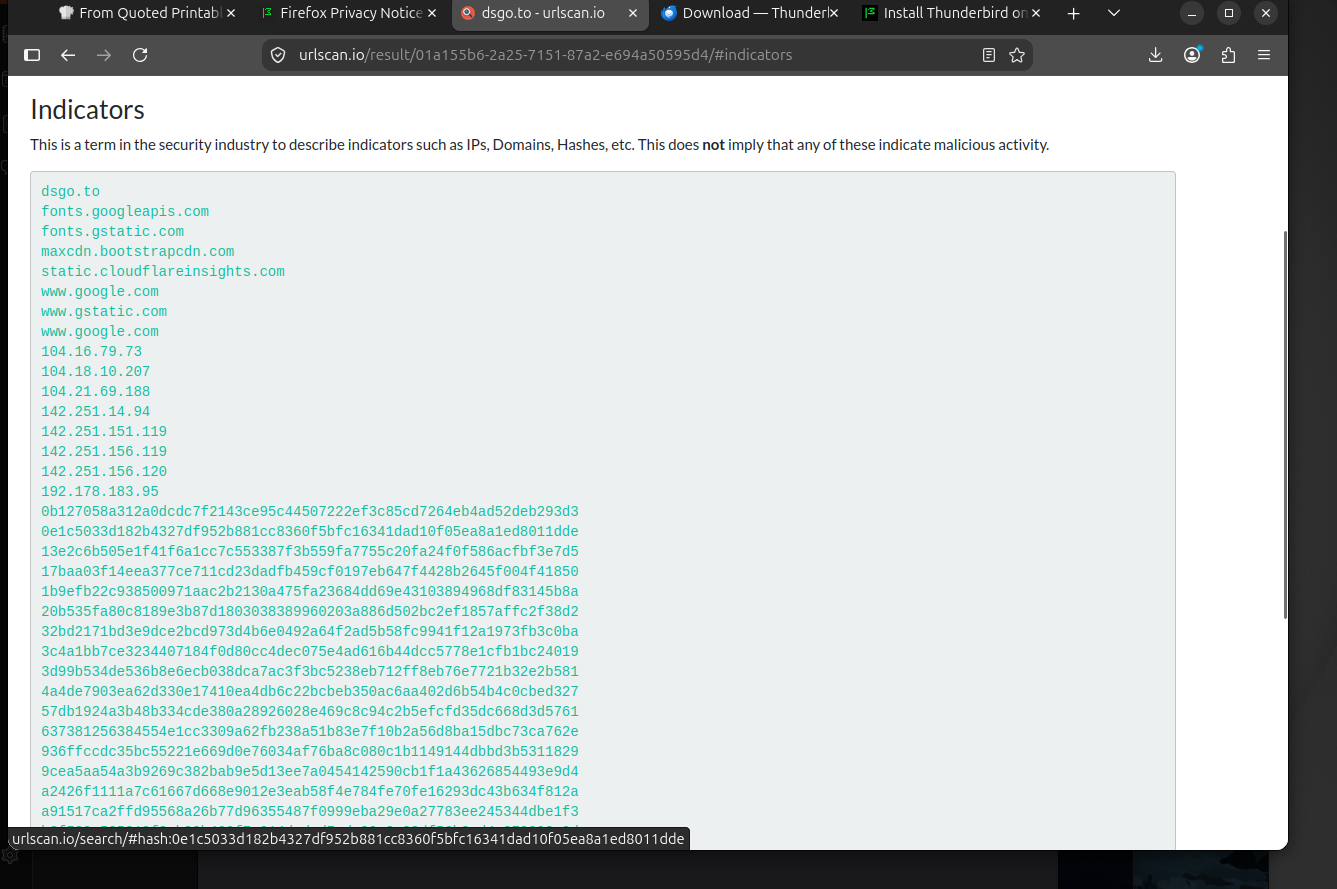 From Quoted Printabl
Firefox Privacy Notice
dsgo.to - urlscan.io
Download — Thunderl
Install Thunderbird on
urlscan.io/result/01a155b6-2a25-7151-87a2-e694a50595d4/#indicators
Indicators
This is a term in the security industry to describe indicators such as IPs, Domains, Hashes, etc. This does not imply that any of these indicate malicious activity.
dsgo.to
fonts.googleapis.com
fonts.gstatic.com
maxcdn.bootstrapcdn.com
static.cloudflareinsights.com
www.google.com
www.gstatic.com
www.google.com
104.16.79.73
104.18.10.207
104.21.69.188
142.251.14.94
142.251.151.119
142.251.156.119
142.251.156.120
192.178.183.95
0b127058a312a0dcdc7f2143ce95c44507222ef3c85cd7264eb4ad52deb293d3
0e1c5033d182b4327df952b881cc8360f5bfc16341dad10f05ea8a1ed8011dde
13e2c6b505e1f41f6a1cc7c553387f3b559fa7755c20fa24f0f586acfbf3e7d5
17baa03f14eea377ce711cd23dadfb459cf0197eb647f4428b2645f004f41850
1b9efb22c938500971aac2b2130a475fa23684dd69e43103894968df83145b8a
20b535fa80c8189e3b87d1803038389960203a886d502bc2ef1857affc2f38d2
32bd2171bd3e9dce2bcd973d4b6e0492a64f2ad5b58fc9941f12a1973fb3c0ba
3c4a1bb7ce3234407184f0d80cc4dec075e4ad616b44dcc5778e1cfb1bc24019
3d99b534de536b8e6ecb038dca7ac3f3bc5238eb712ff8eb76e7721b32e2b581
4a4de7903ea62d330e17410ea4db6c22bcbeb350ac6aa402d6b54b4c0cbed327
57db1924a3b48b334cde380a28926028e469c8c94c2b5efcfd35dc668d3d5761
637381256384554e1cc3309a62fb238a51b83e7f10b2a56d8ba15dbc73ca762e
936ffccdc35bc55221e669d0e76034af76ba8c080c1b1149144dbbd3b5311829
9cea5aa54a3b9269c382bab9e5d13ee7a0454142590cb1f1a43626854493e9d4
a2426f1111a7c61667d668e9012e3eab58f4e784fe70fe16293dc43b634f812a
a91517ca2ffd95568a26b77d96355487f0999eba29e0a27783ee245344dbe1f3
urlscan.io/search/#hash:0e1c5033d182b4327df952b881cc8360f5bfc16341dad10f05ea8a1ed8011dde